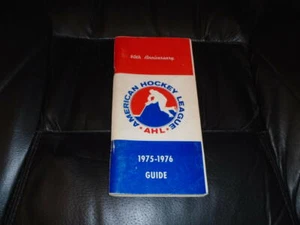 40th Anniversary
AMERICAN HOCKEY LEAGUE
AHL
1975-1976
GUIDE